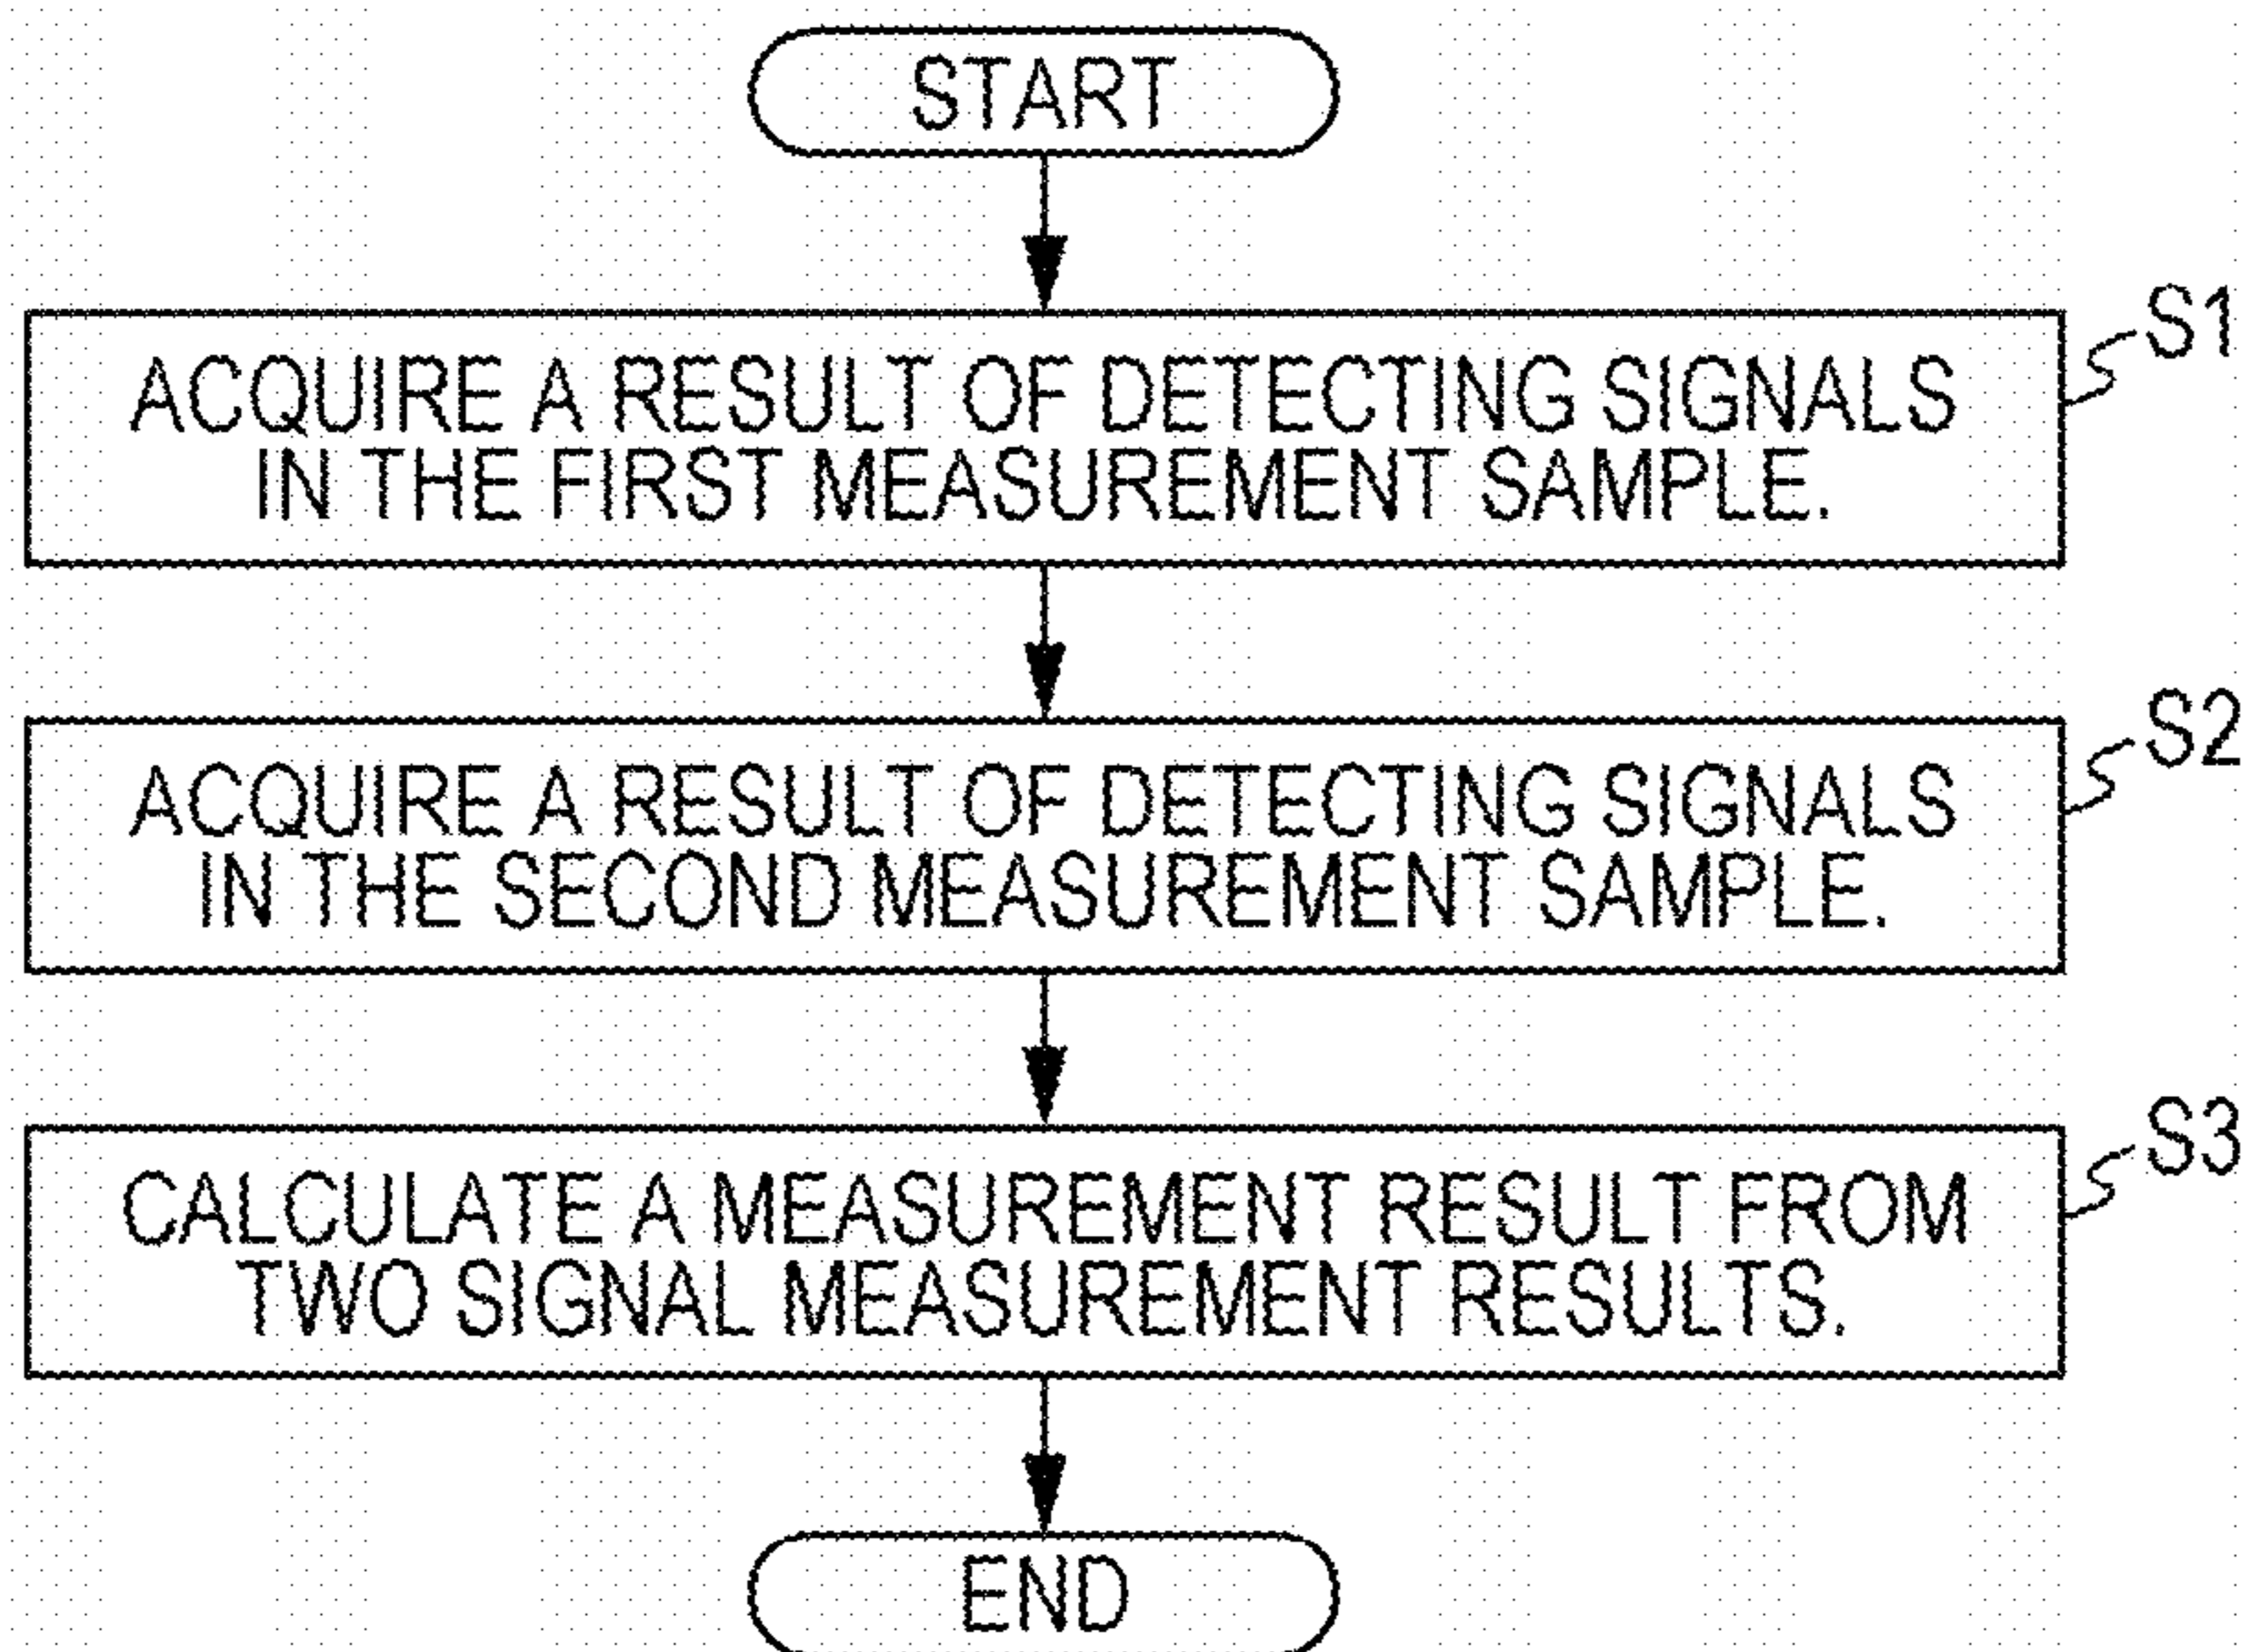 START
S1
ACQUIRE A RESULT OF DETECTING SIGNALS
IN THE FIRST MEASUREMENT SAMPLE.
S2
ACQUIRE A RESULT OF DETECTING SIGNALS
IN THE SECOND MEASUREMENT SAMPLE.
S3
CALCULATE A MEASUREMENT RESULT FROM
TWO SIGNAL MEASUREMENT RESULTS.
END